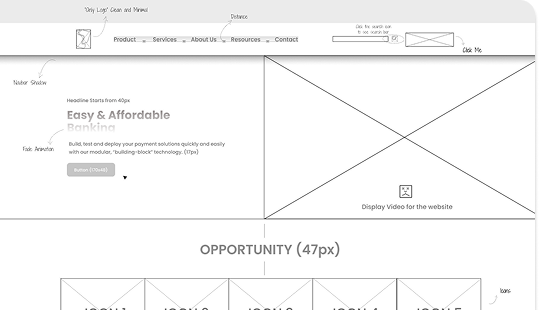 "Only Logo" Clean and Minimal
Distance
Click the search icon
to see search bar
Product Services About Us Resources Contact
Click Me
Navbar Shadow
Headline Starts from 40px
Easy & Affordable
Banking
Fade Animation
Build, test and deploy your payment solutions quickly and easily
with our modular, "building-block" technology. (17px)
Button (170x48)
Display Video for the website
OPPORTUNITY (47px)
Icons
ICON 1 ICON 2 ICON 3 ICON 4 ICON 5